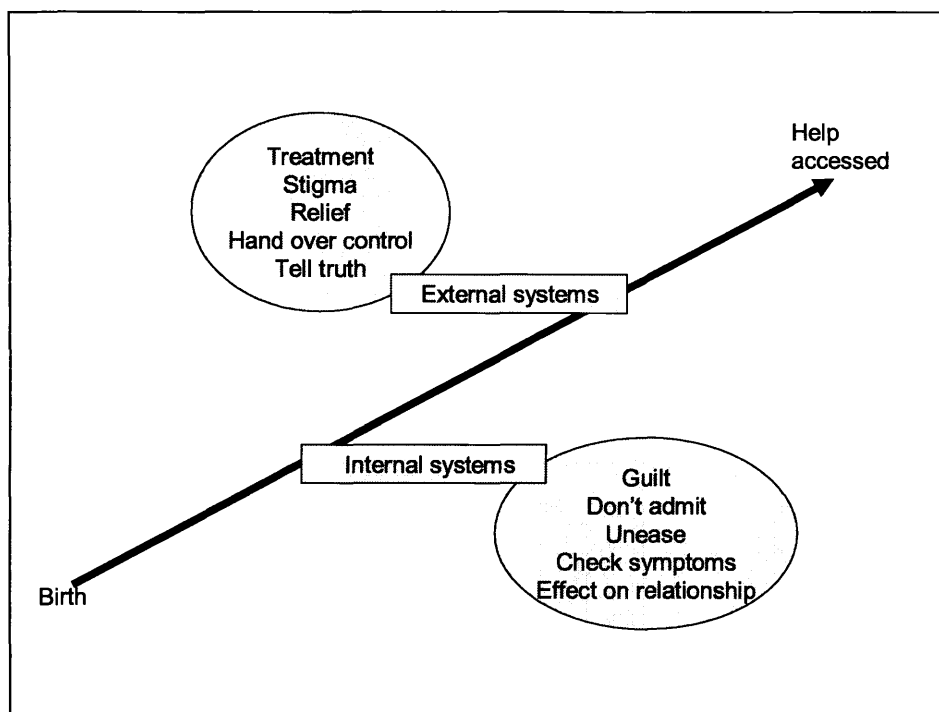 Help
accessed
Treatment
Stigma
Relief
Hand over control
Tell truth
External systems
Internal systems
Guilt
Don't admit
Unease
Check symptoms
Effect on relationship
Birth